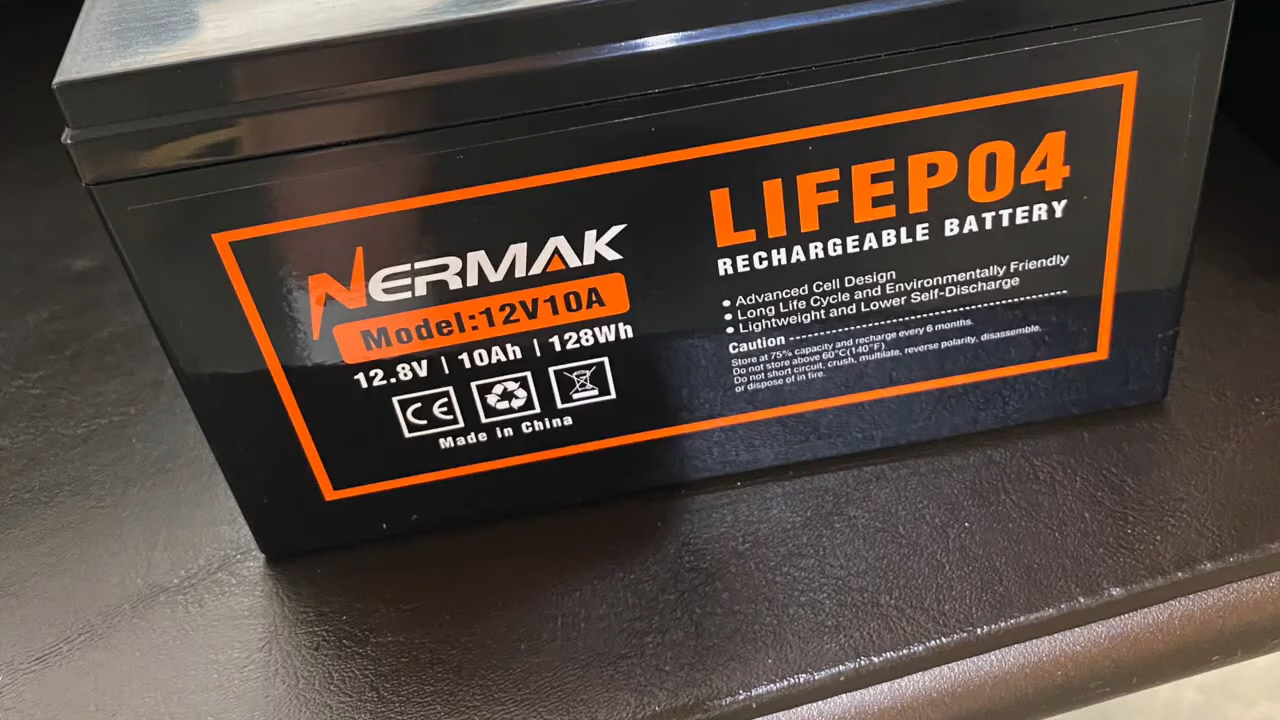 NERMAK
Model:12V10A
12.8V | 10Ah | 128Wh
CE
Made in China
LIFEPO4
RECHARGEABLE BATTERY
● Advanced Cell Design
● Long Life Cycle and Environmentally Friendly
● Lightweight and Lower Self-Discharge
Caution
Store at 75% capacity and recharge every 6 months.
Do not store above 60°C(140°F)
Do not short circuit, crush, multilate, reverse polarity, disassemble.
or dispose of in fire.